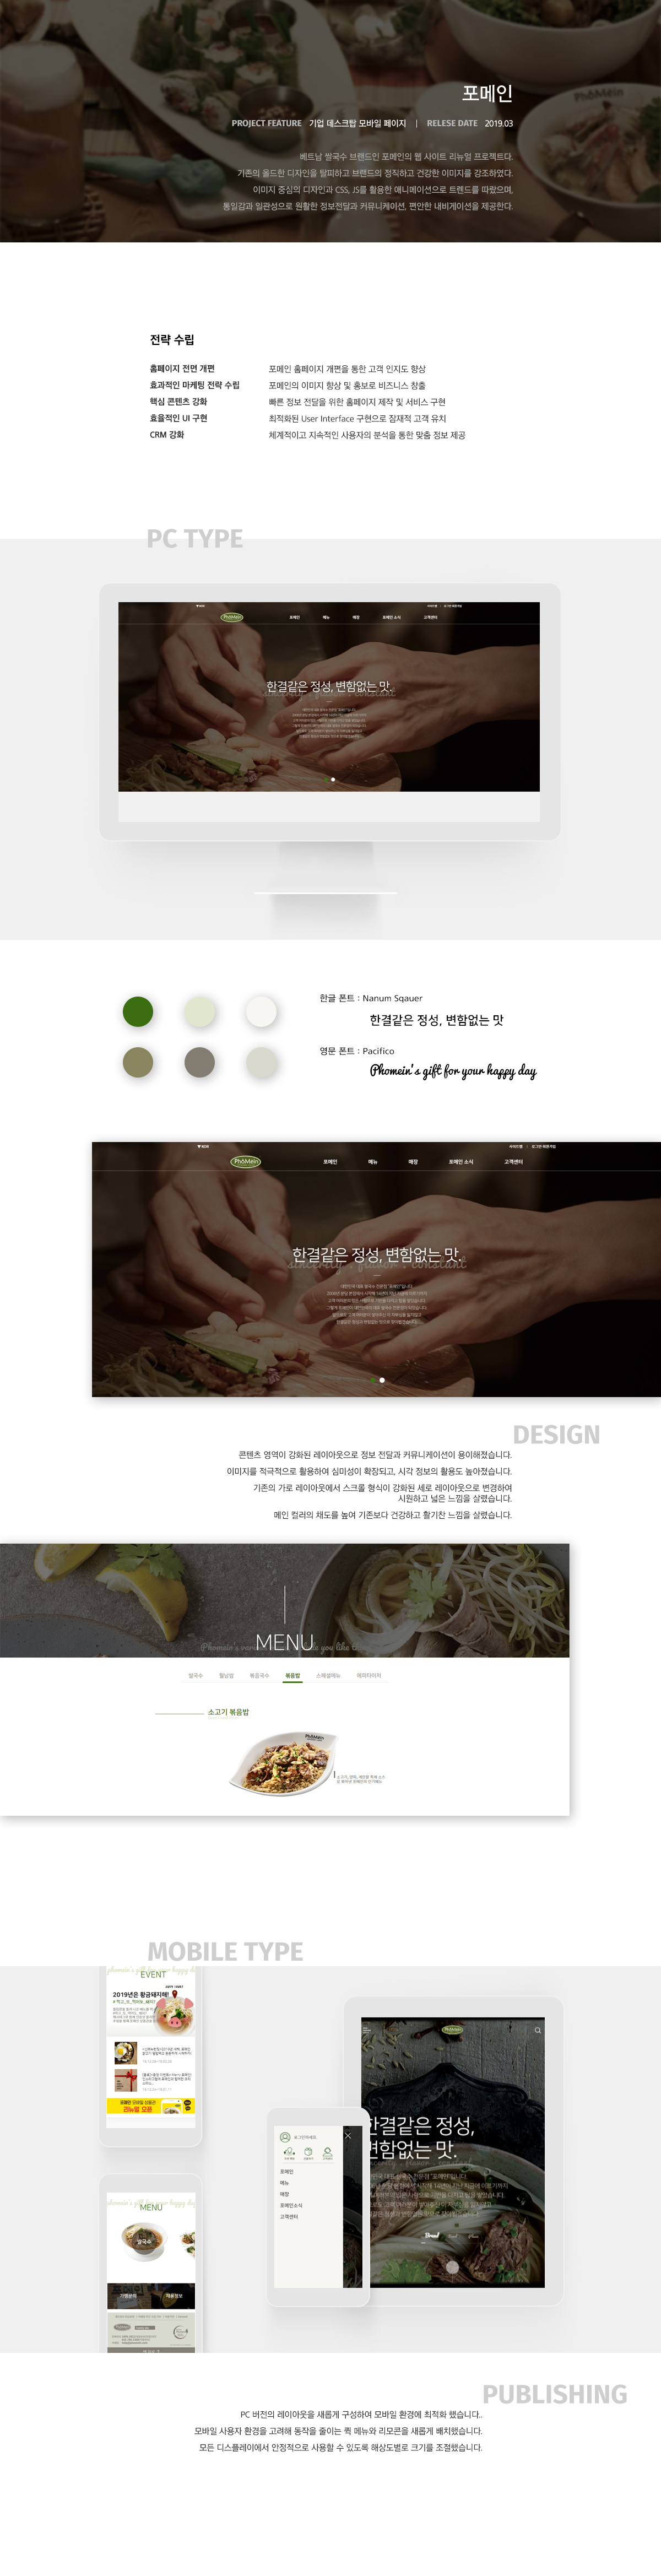 포메인
PROJECT FEATURE 기업 데스크탑 모바일 페이지 | RELESE DATE 2019.03
베트남 쌀국수 브랜드인 포메인의 웹 사이트 리뉴얼 프로젝트다.
기존의 올드한 디자인을 탈피하고 브랜드의 정직하고 건강한 이미지를 강조하였다.
이미지 중심의 디자인과 CSS, JS를 활용한 애니메이션으로 트렌드를 따랐으며,
통일감과 일관성으로 원활한 정보전달과 커뮤니케이션, 편안한 내비게이션을 제공한다.
전략 수립
홈페이지 전면 개편 포메인 홈페이지 개편을 통한 고객 인지도 향상
효과적인 마케팅 전략 수립 포메인의 이미지 향상 및 홍보로 비즈니스 창출
핵심 콘텐츠 강화 빠른 정보 전달을 위한 홈페이지 제작 및 서비스 구현
효율적인 UI 구현 최적화된 User Interface 구현으로 잠재적 고객 유치
CRM 강화 체계적이고 지속적인 사용자의 분석을 통한 맞춤 정보 제공
PC TYPE
PhoMein 포메인 메뉴 매장 포메인 소식 고객센터
한결같은 정성, 변함없는 맛.
한글 폰트 : Nanum Sqauer
한결같은 정성, 변함없는 맛
영문 폰트 : Pacifico
Phomein's gift for your happy day
PhoMein 포메인 메뉴 매장 포메인 소식 고객센터
한결같은 정성, 변함없는 맛.
DESIGN
콘텐츠 영역이 강화된 레이아웃으로 정보 전달과 커뮤니케이션이 용이해졌습니다.
이미지를 적극적으로 활용하여 심미성이 확장되고, 시각 정보의 활용도 높아졌습니다.
기존의 가로 레이아웃에서 스크롤 형식이 강화된 세로 레이아웃으로 변경하여
시원하고 넓은 느낌을 살렸습니다.
메인 컬러의 채도를 높여 기존보다 건강하고 활기찬 느낌을 살렸습니다.
MENU
쌀국수 월남쌈 볶음국수 볶음밥 스페셜메뉴 에피타이저
소고기 볶음밥
MOBILE TYPE
EVENT
2019년은 황금돼지해!
포메인 모바일 상품권
리뉴얼 오픈
MENU
쌀국수
가맹문의 채용정보
포메인
메뉴
매장
포메인소식
고객센터
PhoMein
한결같은 정성,
변함없는 맛.
Brand
PUBLISHING
PC 버전의 레이아웃을 새롭게 구성하여 모바일 환경에 최적화 했습니다..
모바일 사용자 환경을 고려해 동작을 줄이는 퀵 메뉴와 리모콘을 새롭게 배치했습니다.
모든 디스플레이에서 안정적으로 사용할 수 있도록 해상도별로 크기를 조절했습니다.